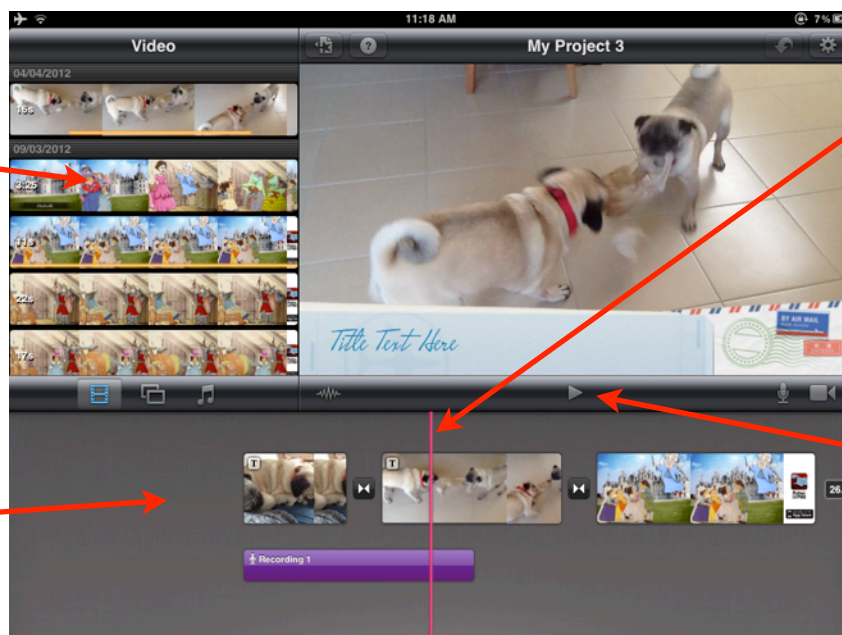 11:18 AM
7%
Video
?
My Project 3
04/04/2012
16s
09/03/2012
3:2s
11s
22s
17s
Title Text Here
BY AIR MAIL
T
T
26.
Recording 1